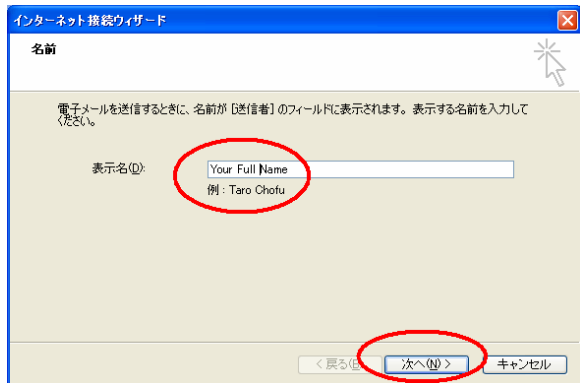 インターネット接続ウィザード
名前
電子メールを送信するときに、名前が [送信者] のフィールドに表示されます。表示する名前を入力して
ください。
表示名(D):
Your Full Name
例 : Taro Chofu
< 戻る(B)
次へ(N) >
キャンセル